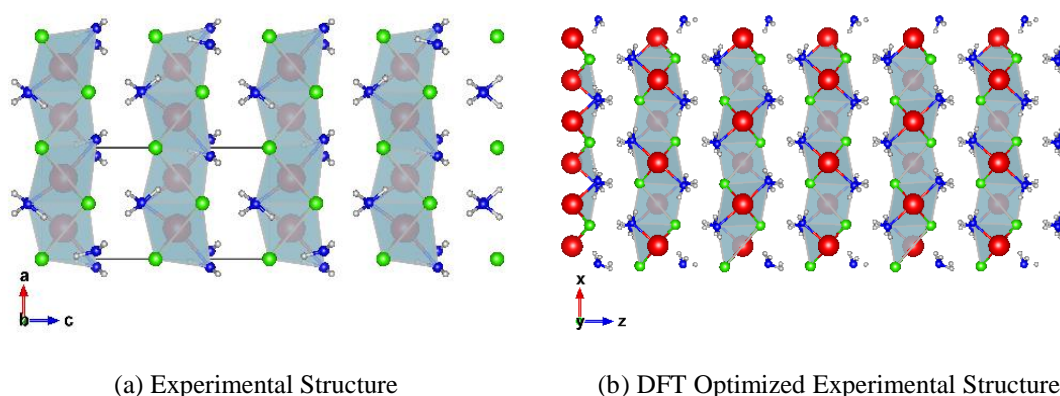 a
b c
x
y z
(a) Experimental Structure
(b) DFT Optimized Experimental Structure